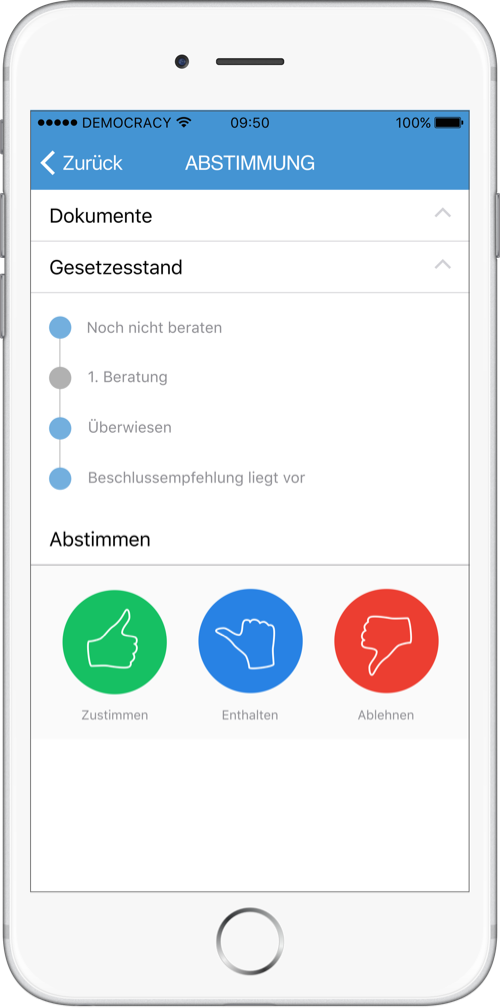 DEMOCRACY 09:50 100%
Zurück ABSTIMMUNG
Dokumente
Gesetzesstand
Noch nicht beraten
1. Beratung
Überwiesen
Beschlussempfehlung liegt vor
Abstimmen
Zustimmen Enthalten Ablehnen